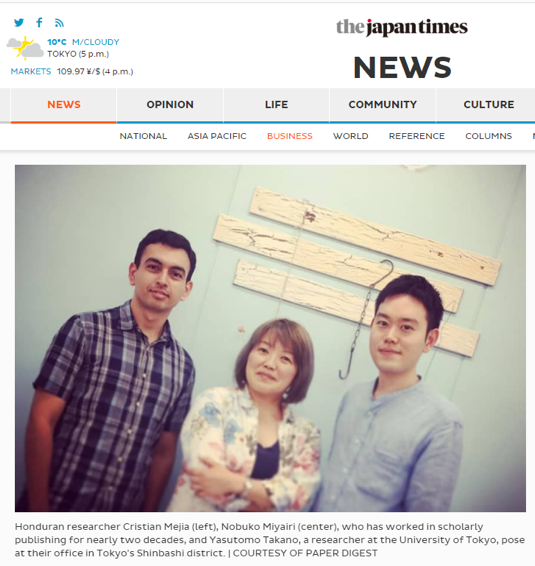 10°C M/CLOUDY
TOKYO (5 p.m.)
MARKETS 109.97 ¥/$ (4 p.m.)
the japan times
NEWS
NEWS OPINION LIFE COMMUNITY CULTURE
NATIONAL ASIA PACIFIC BUSINESS WORLD REFERENCE COLUMNS
Honduran researcher Cristian Mejia (left), Nobuko Miyairi (center), who has worked in scholarly
publishing for nearly two decades, and Yasutomo Takano, a researcher at the University of Tokyo, pose
at their office in Tokyo's Shinbashi district. | COURTESY OF PAPER DIGEST